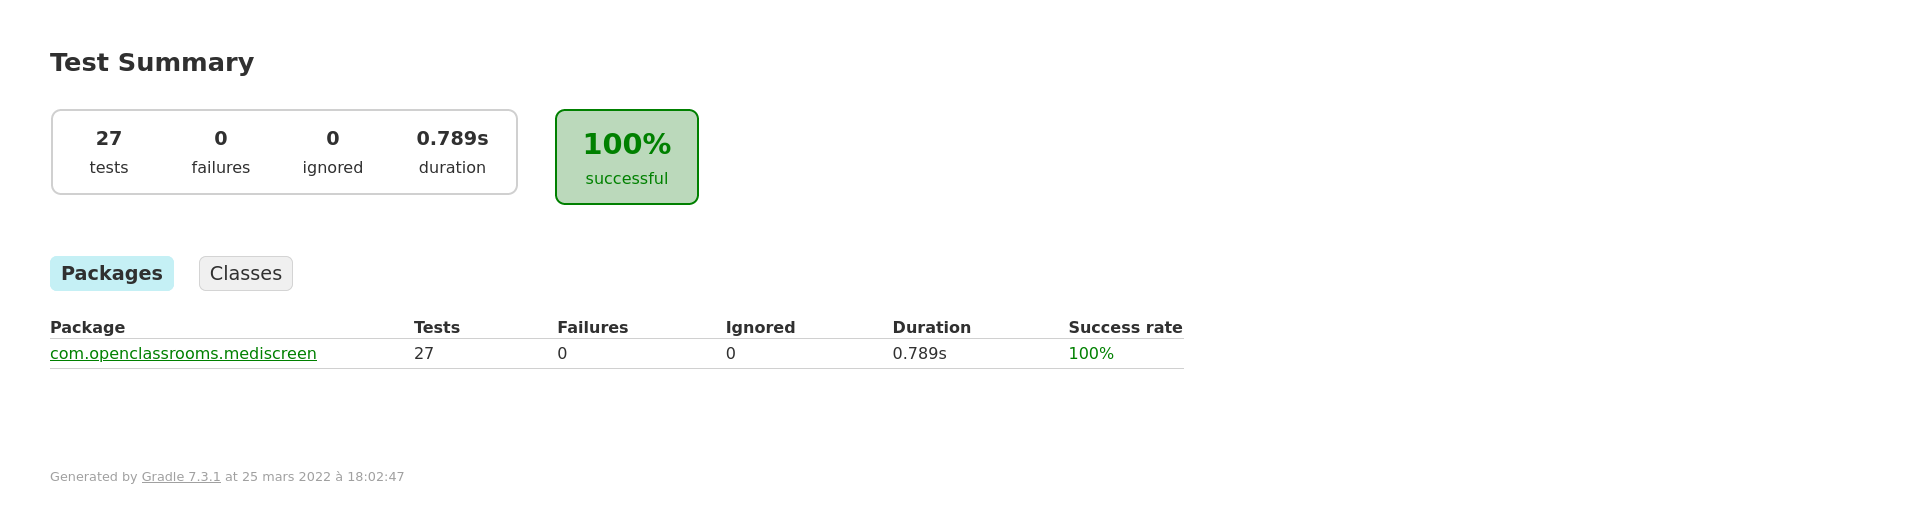 Test Summary
27 0 0 0.789s
tests failures ignored duration
100%
successful
Packages Classes
Package Tests Failures Ignored Duration Success rate
com.openclassrooms.mediscreen 27 0 0 0.789s 100%
Generated by Gradle 7.3.1 at 25 mars 2022 à 18:02:47